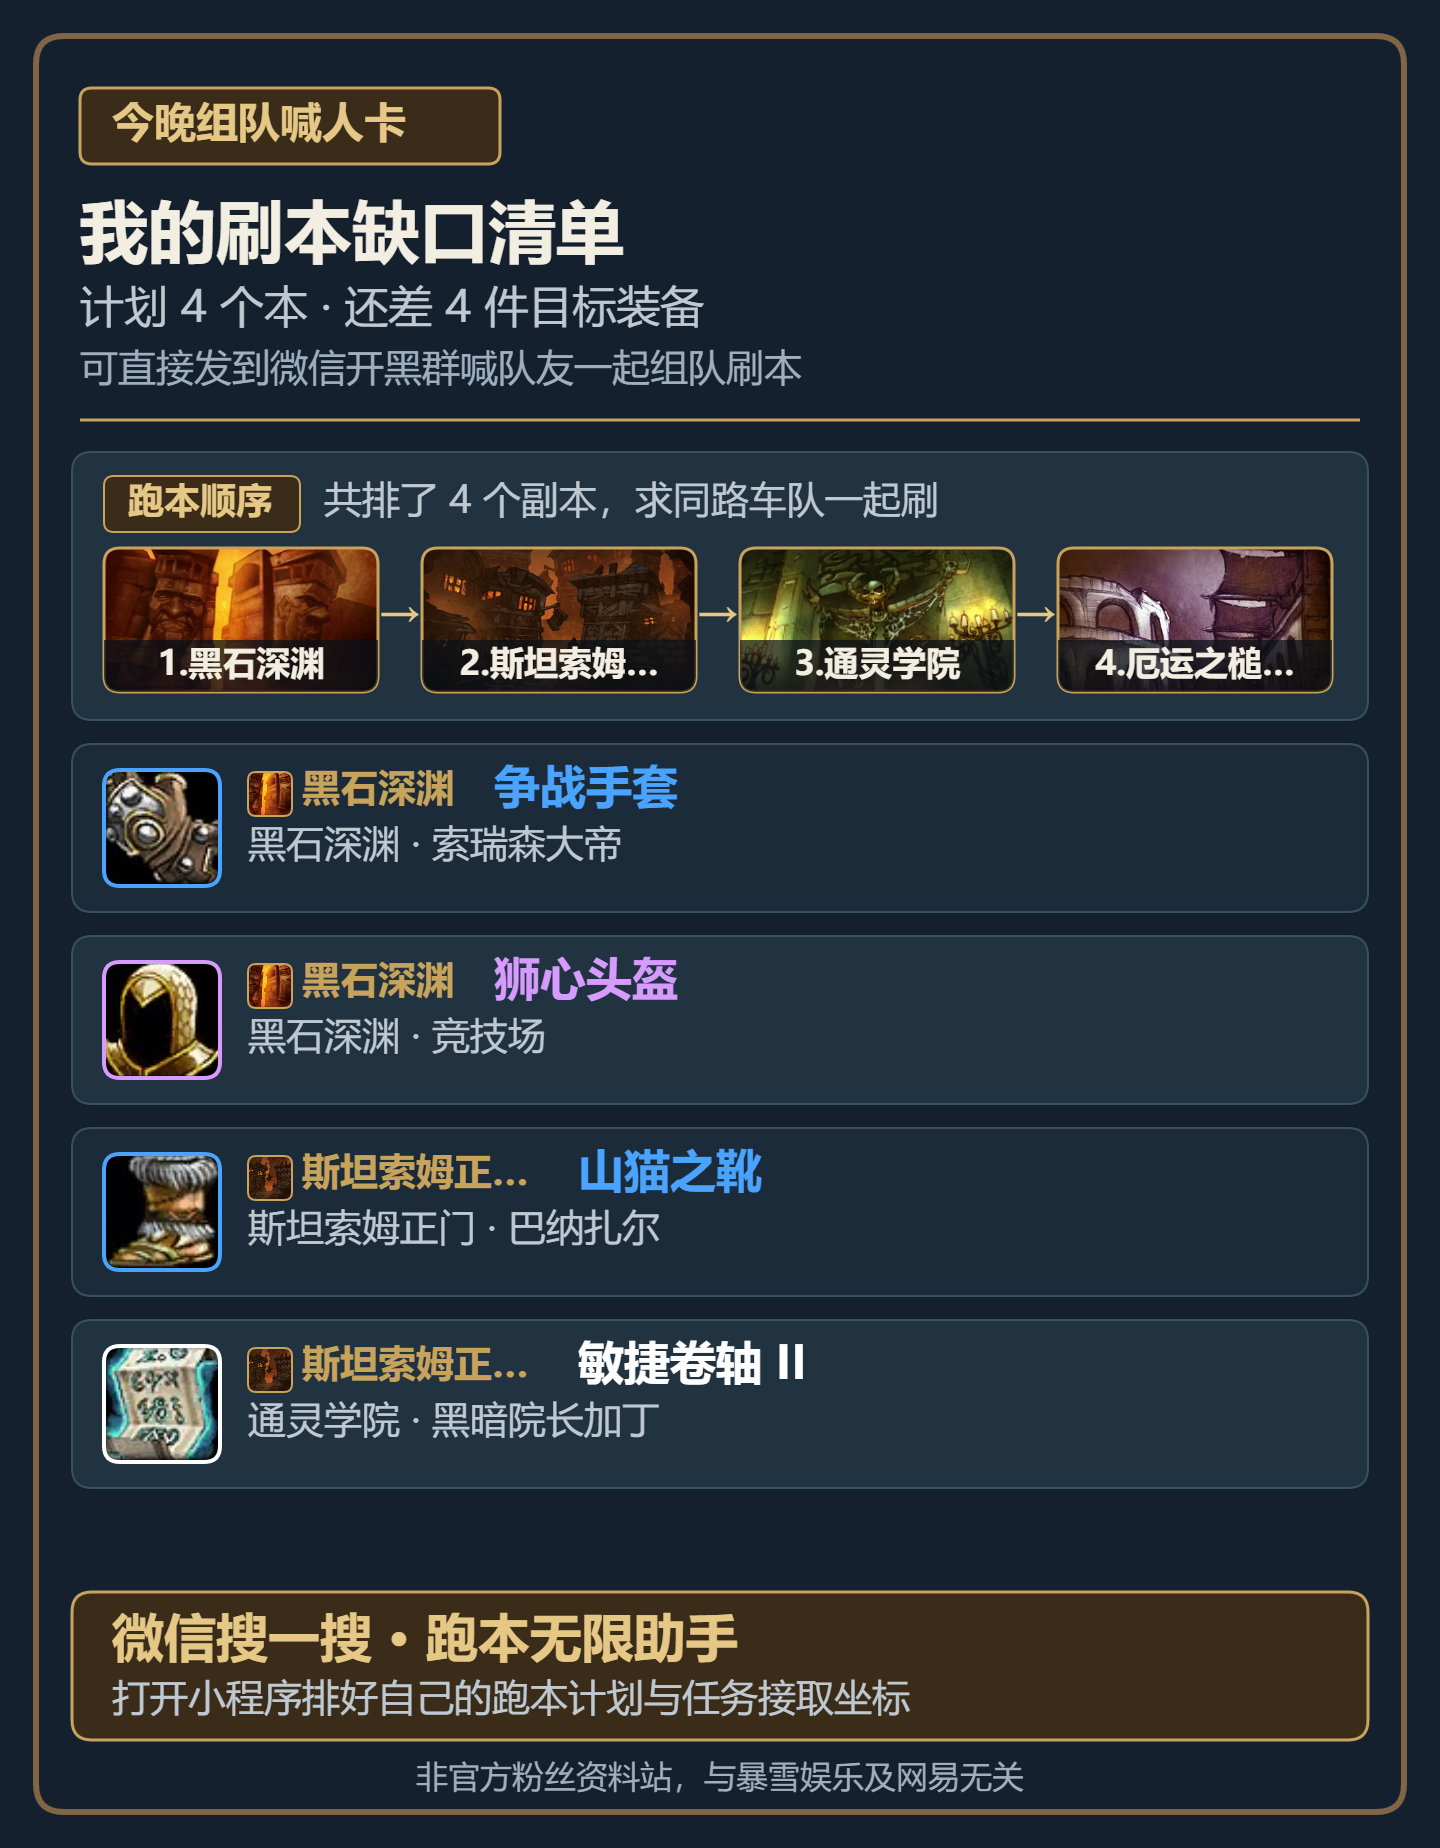 今晚组队喊人卡
我的刷本缺口清单
计划 4 个本 · 还差 4 件目标装备
可直接发到微信开黑群喊队友一起组队刷本
跑本顺序 共排了 4 个副本，求同路车队一起刷
1.黑石深渊 → 2.斯坦索姆... → 3.通灵学院 → 4.厄运之槌...
黑石深渊 争战手套
黑石深渊 · 索瑞森大帝
黑石深渊 狮心头盔
黑石深渊 · 竞技场
斯坦索姆正... 山猫之靴
斯坦索姆正门 · 巴纳扎尔
斯坦索姆正... 敏捷卷轴 II
通灵学院 · 黑暗院长加丁
微信搜一搜 · 跑本无限助手
打开小程序排好自己的跑本计划与任务接取坐标
非官方粉丝资料站，与暴雪娱乐及网易无关